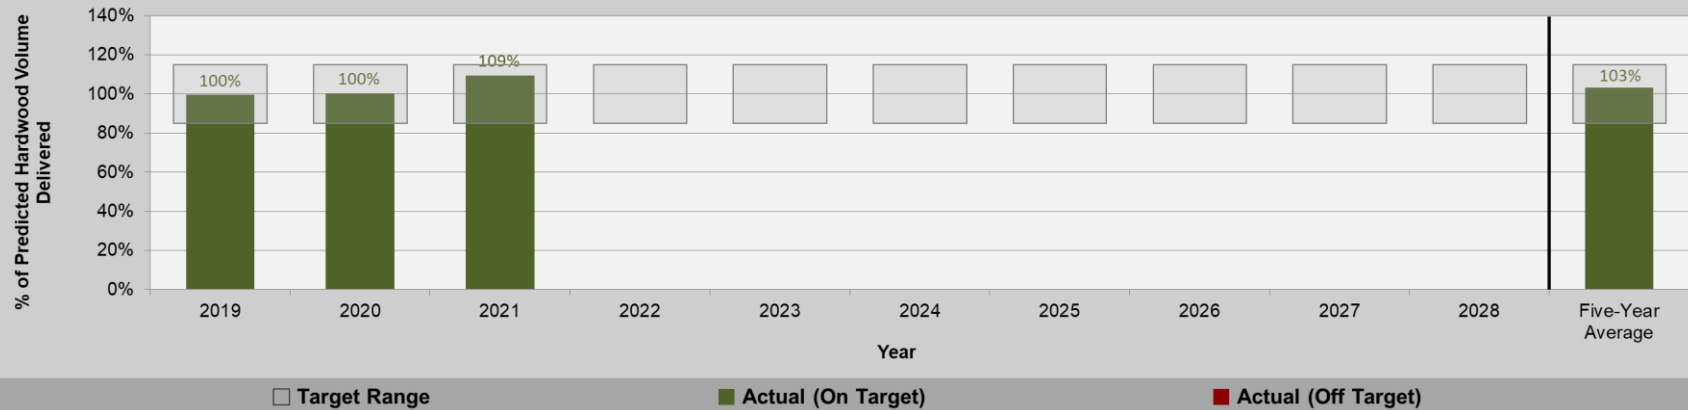 % of Predicted Hardwood Volume
Delivered
140%
120%
100%
80%
60%
40%
20%
0%
100%
100%
109%
103%
2019
2020
2021
2022
2023
2024
2025
2026
2027
2028
Five-Year
Average
Year
Target Range
Actual (On Target)
Actual (Off Target)